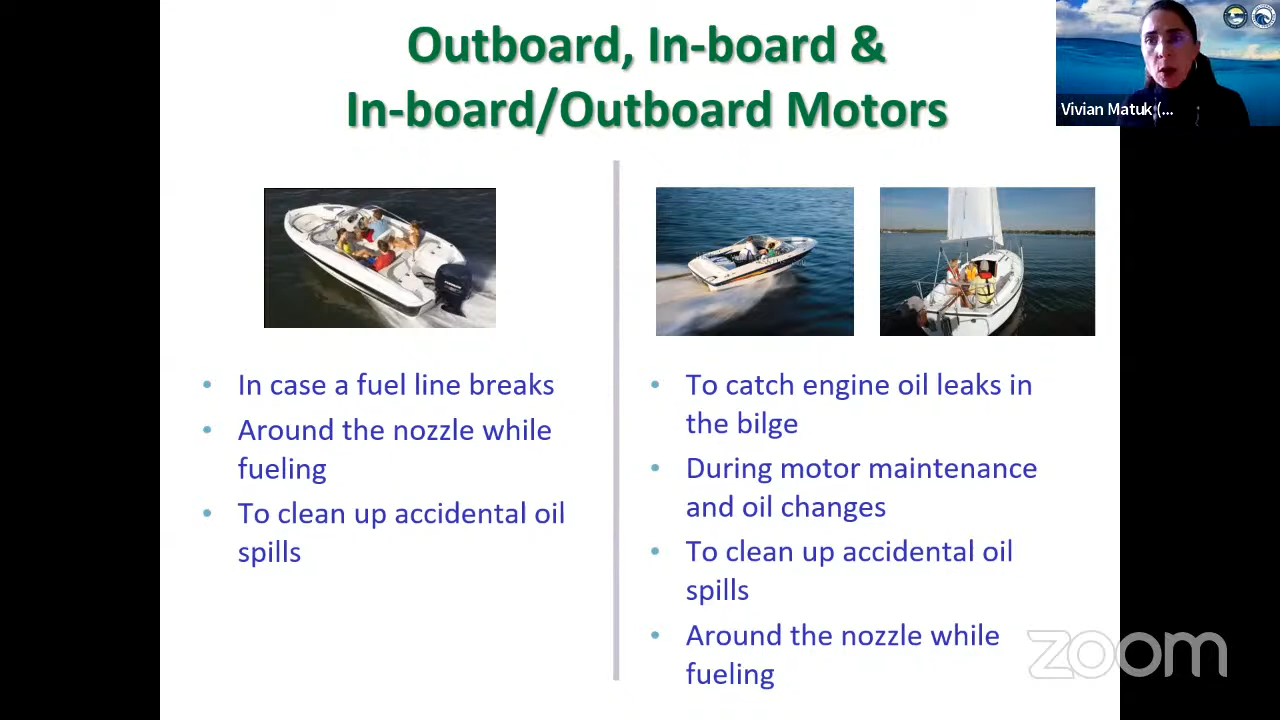 Outboard, In-board &
In-board/Outboard Motors
Vivian Matuk (...
In case a fuel line breaks
Around the nozzle while
fueling
To clean up accidental oil
spills
To catch engine oil leaks in
the bilge
During motor maintenance
and oil changes
To clean up accidental oil
spills
Around the nozzle while
fueling
zoom